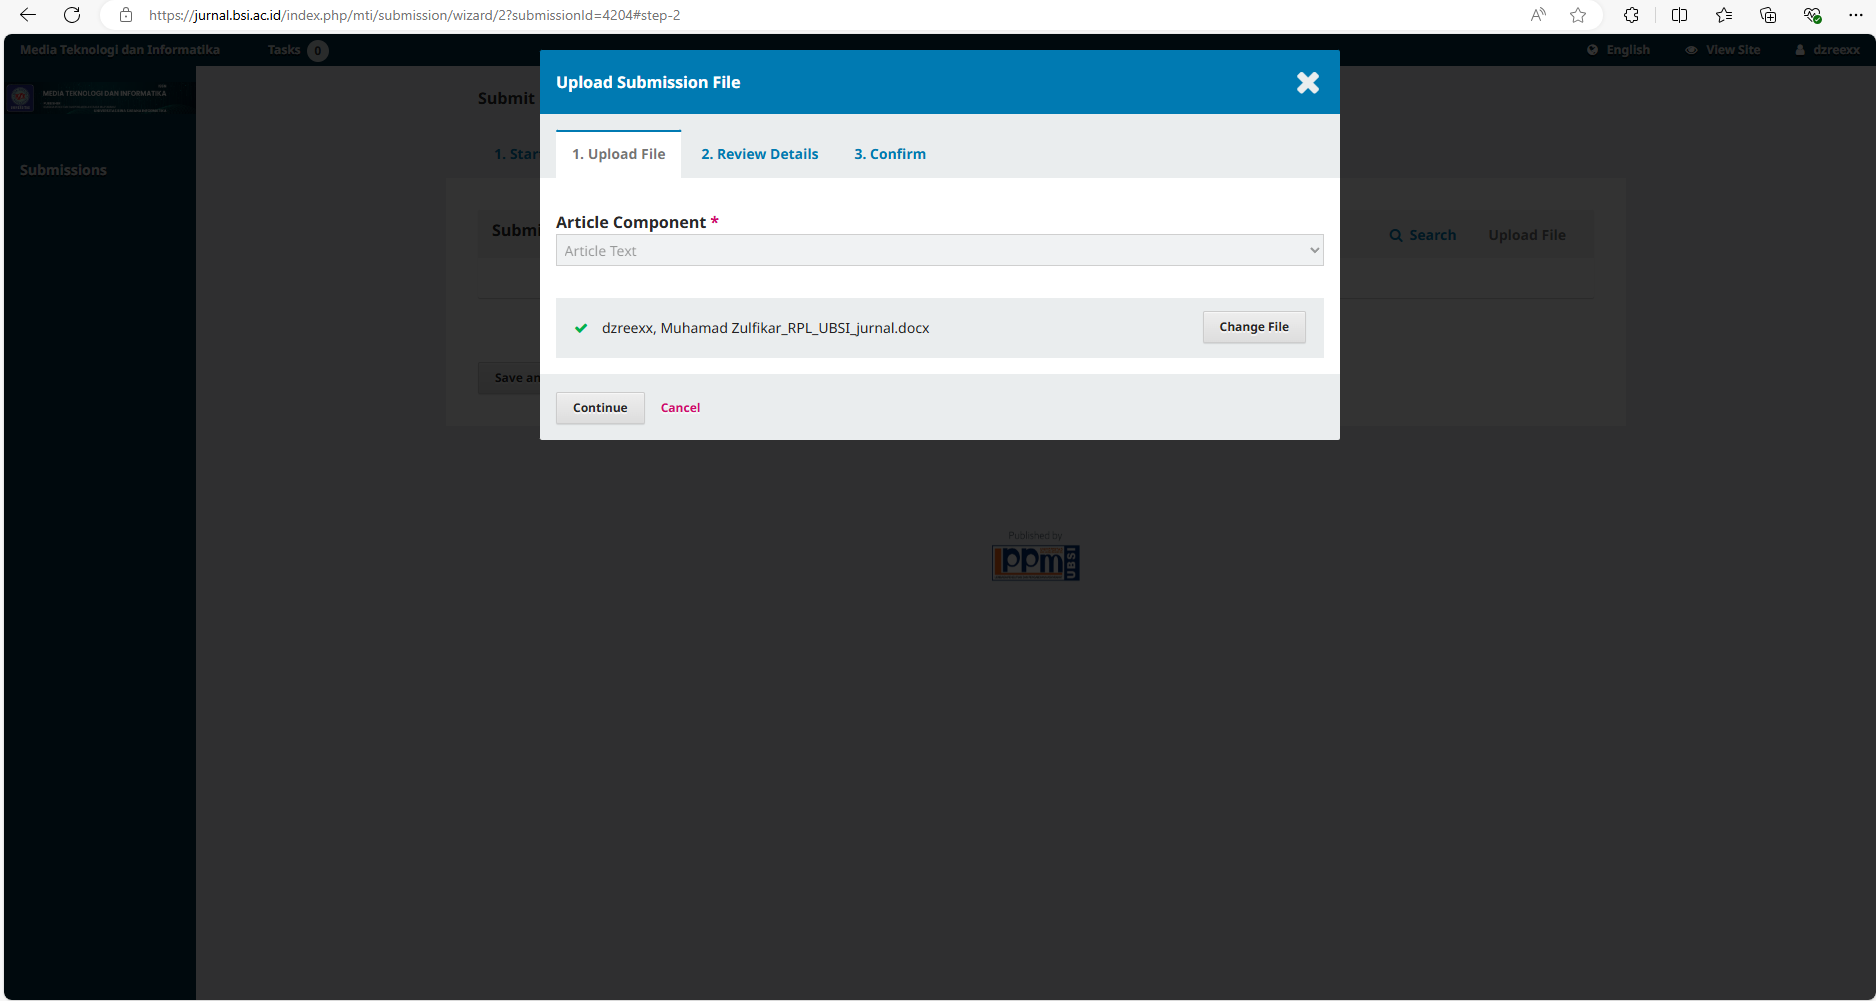 https://jurnal.bsi.ac.id/index.php/mti/submission/wizard/2?submissionId=4204#step-2
Media Teknologi dan Informatika
Tasks 0
English
View Site
dzreexx
MEDIA TEKNOLOGI DAN INFORMATIKA
Submissions
Submit
1. Star
Submi
Search
Upload File
Save an
Upload Submission File
1. Upload File
2. Review Details
3. Confirm
Article Component *
Article Text
dzreexx, Muhamad Zulfikar_RPL_UBSI_jurnal.docx
Change File
Continue
Cancel
Published by
lppm
UBSI